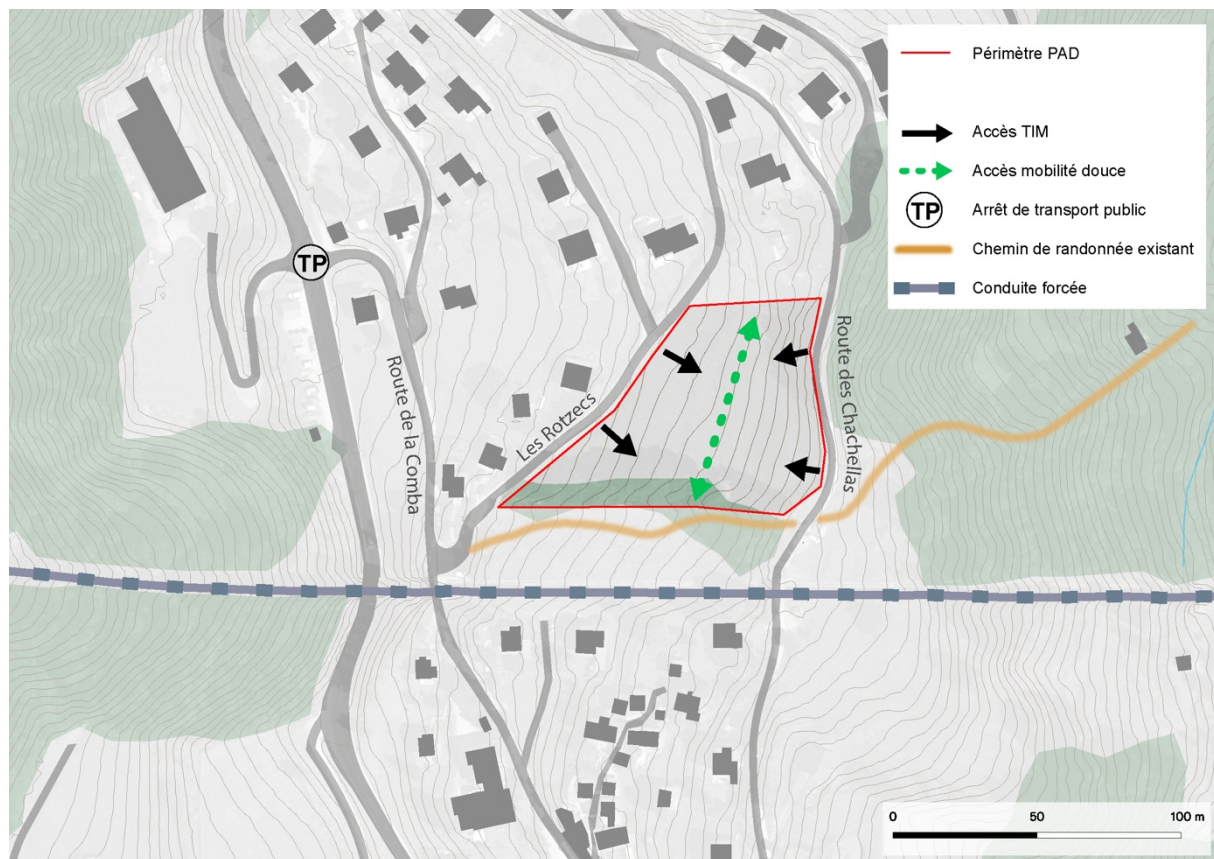 Périmètre PAD
Accès TIM
Accès mobilité douce
TP
Arrêt de transport public
Chemin de randonnée existant
Conduite forcée
TP
Route de la Comba
Les Rotzecs
Route des Chachellas
0 50 100 m